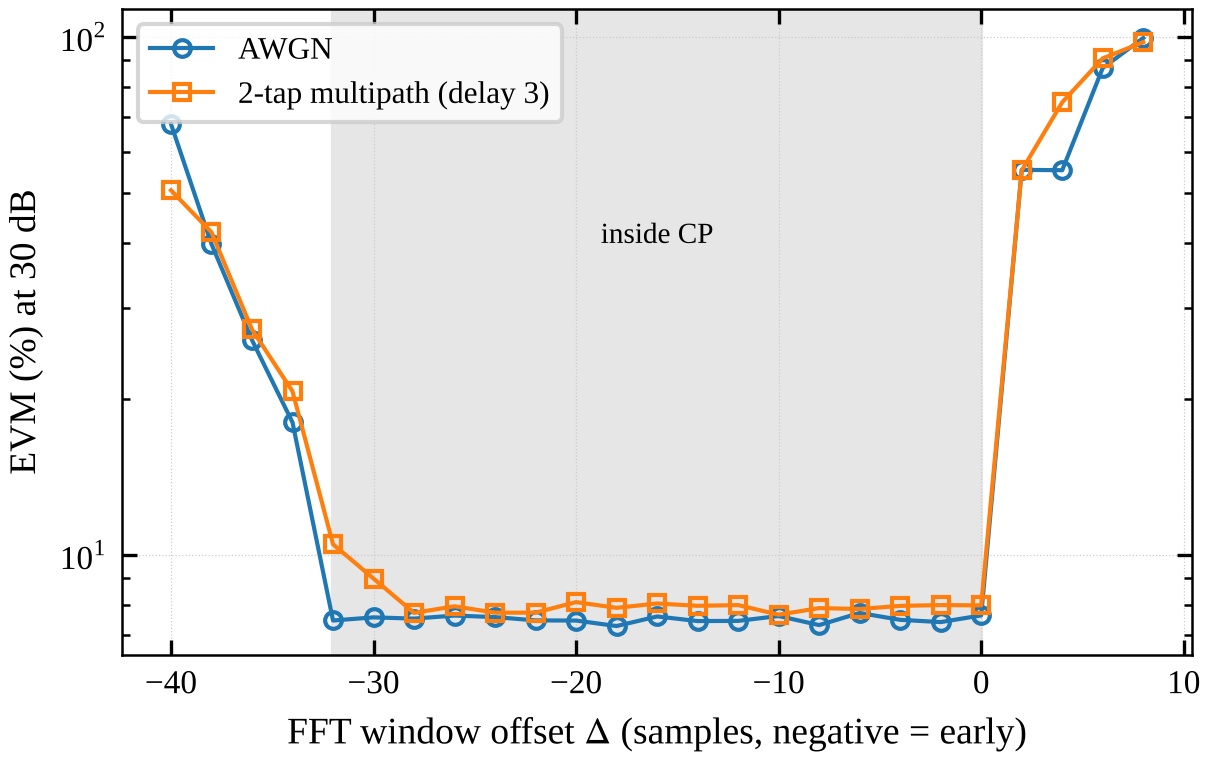 10²
AWGN
2-tap multipath (delay 3)
inside CP
EVM (%) at 30 dB
10¹
−40 −30 −20 −10 0 10
FFT window offset Δ (samples, negative = early)